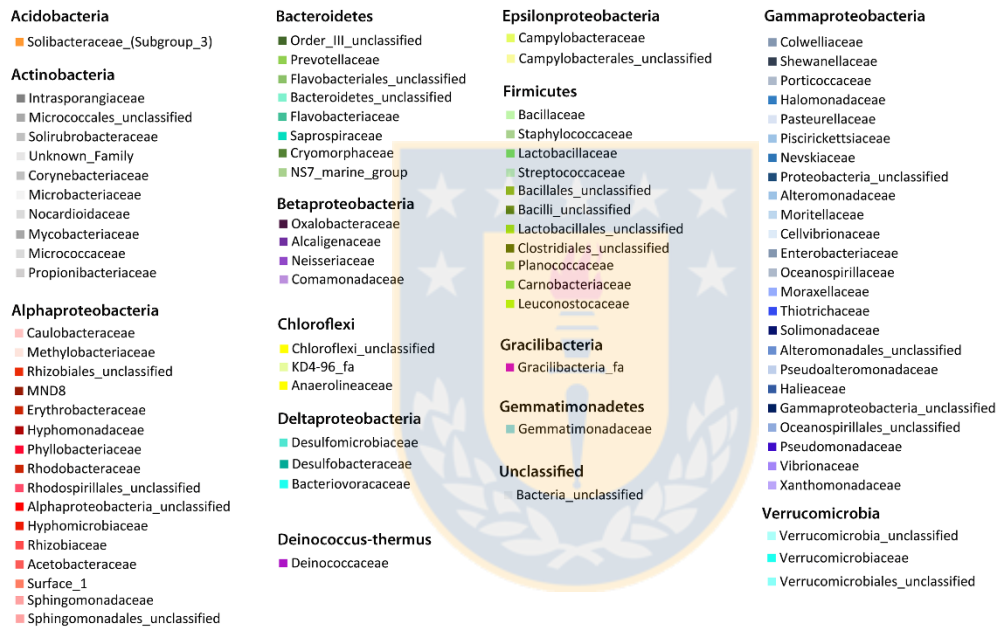 Acidobacteria
Solibacteraceae_(Subgroup_3)
Actinobacteria
Intrasporangiaceae
Micrococcales_unclassified
Solirubrobacteraceae
Unknown_Family
Corynebacteriaceae
Microbacteriaceae
Nocardioidaceae
Mycobacteriaceae
Micrococcaceae
Propionibacteriaceae
Alphaproteobacteria
Caulobacteraceae
Methylobacteriaceae
Rhizobiales_unclassified
MND8
Erythrobacteraceae
Hyphomonadaceae
Phyllobacteriaceae
Rhodobacteraceae
Rhodospirillales_unclassified
Alphaproteobacteria_unclassified
Hyphomicrobiaceae
Rhizobiaceae
Acetobacteraceae
Surface_1
Sphingomonadaceae
Sphingomonadales_unclassified
Bacteroidetes
Order_III_unclassified
Prevotellaceae
Flavobacteriales_unclassified
Bacteroidetes_unclassified
Flavobacteriaceae
Saprospiraceae
Cryomorphaceae
NS7_marine_group
Betaproteobacteria
Oxalobacteraceae
Alcaligenaceae
Neisseriaceae
Comamonadaceae
Chloroflexi
Chloroflexi_unclassified
KD4-96_fa
Anaerolineaceae
Deltaproteobacteria
Desulfomicrobiaceae
Desulfobacteraceae
Bacteriovoracaceae
Deinococcus-thermus
Deinococcaceae
Epsilonproteobacteria
Campylobacteraceae
Campylobacterales_unclassified
Firmicutes
Bacillaceae
Staphylococcaceae
Lactobacillaceae
Streptococcaceae
Bacillales_unclassified
Bacilli_unclassified
Lactobacillales_unclassified
Clostridiales_unclassified
Planococcaceae
Carnobacteriaceae
Leuconostocaceae
Gracilibacteria
Gracilibacteria_fa
Gemmatimonadetes
Gemmatimonadaceae
Unclassified
Bacteria_unclassified
Gammaproteobacteria
Colwelliaceae
Shewanellaceae
Porticoccaceae
Halomonadaceae
Pasteurellaceae
Piscirickettsiaceae
Nevskiaceae
Proteobacteria_unclassified
Alteromonadaceae
Moritellaceae
Cellvibrionaceae
Enterobacteriaceae
Oceanospirillaceae
Moraxellaceae
Thiotrichaceae
Solimonadaceae
Alteromonadales_unclassified
Pseudoalteromonadaceae
Halieaceae
Gammaproteobacteria_unclassified
Oceanospirillales_unclassified
Pseudomonadaceae
Vibrionaceae
Xanthomonadaceae
Verrucomicrobia
Verrucomicrobia_unclassified
Verrucomicrobiaceae
Verrucomicrobiales_unclassified